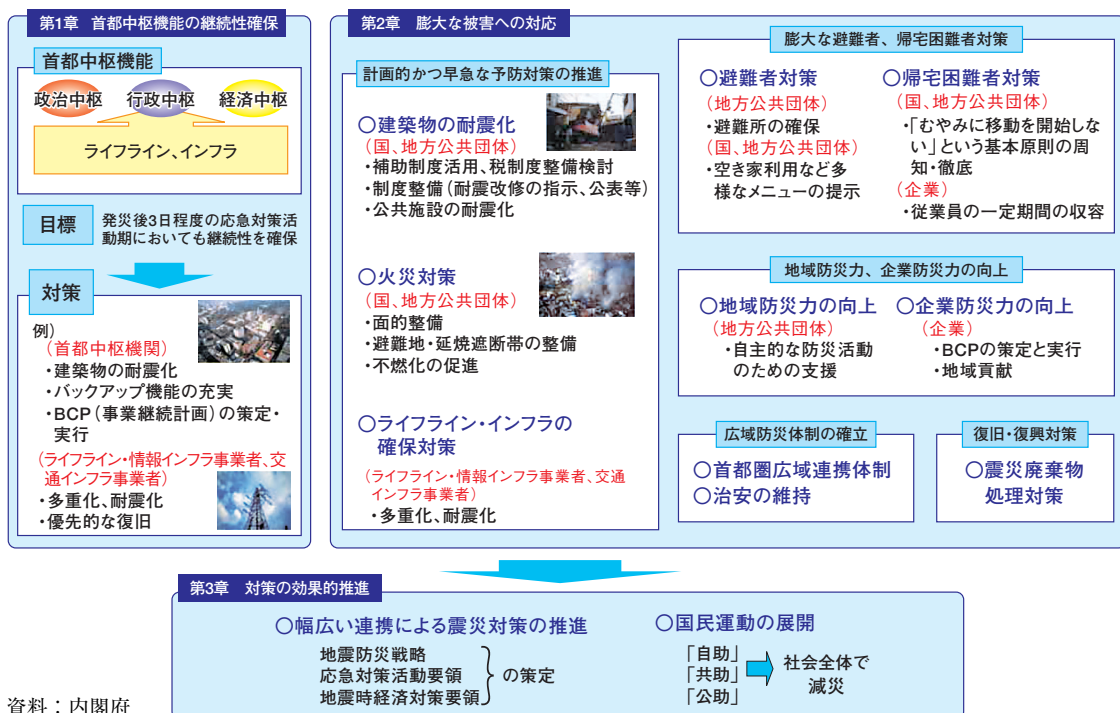 第1章 首都中枢機能の継続性確保
首都中枢機能
政治中枢 行政中枢 経済中枢
ライフライン、インフラ
目標
発災後3日程度の応急対策活
動期においても継続性を確保
対策
例)
(首都中枢機関)
・建築物の耐震化
・バックアップ機能の充実
・BCP(事業継続計画)の策定・
実行
(ライフライン・情報インフラ事業者、交
通インフラ事業者)
・多重化、耐震化
・優先的な復旧
第2章 膨大な被害への対応
計画的かつ早急な予防対策の推進
○建築物の耐震化
(国、地方公共団体)
・補助制度活用、税制度整備検討
・制度整備(耐震改修の指示、公表等)
・公共施設の耐震化
○火災対策
(国、地方公共団体)
・面的整備
・避難地・延焼遮断帯の整備
・不燃化の促進
○ライフライン・インフラの
確保対策
(ライフライン・情報インフラ事業者、交通
インフラ事業者)
・多重化、耐震化
膨大な避難者、帰宅困難者対策
○避難者対策
(地方公共団体)
・避難所の確保
(国、地方公共団体)
・空き家利用など多
様なメニューの提示
○帰宅困難者対策
(国、地方公共団体)
・「むやみに移動を開始しな
い」という基本原則の周
知・徹底
(企業)
・従業員の一定期間の収容
地域防災力、企業防災力の向上
○地域防災力の向上
(地方公共団体)
・自主的な防災活動
のための支援
○企業防災力の向上
(企業)
・BCPの策定と実行
・地域貢献
広域防災体制の確立
○首都圏広域連携体制
○治安の維持
復旧・復興対策
○震災廃棄物
処理対策
第3章 対策の効果的推進
○幅広い連携による震災対策の推進
地震防災戦略
応急対策活動要領
地震時経済対策要領
の策定
○国民運動の展開
「自助」
「共助」
「公助」
社会全体で
減災
資料:内閣府